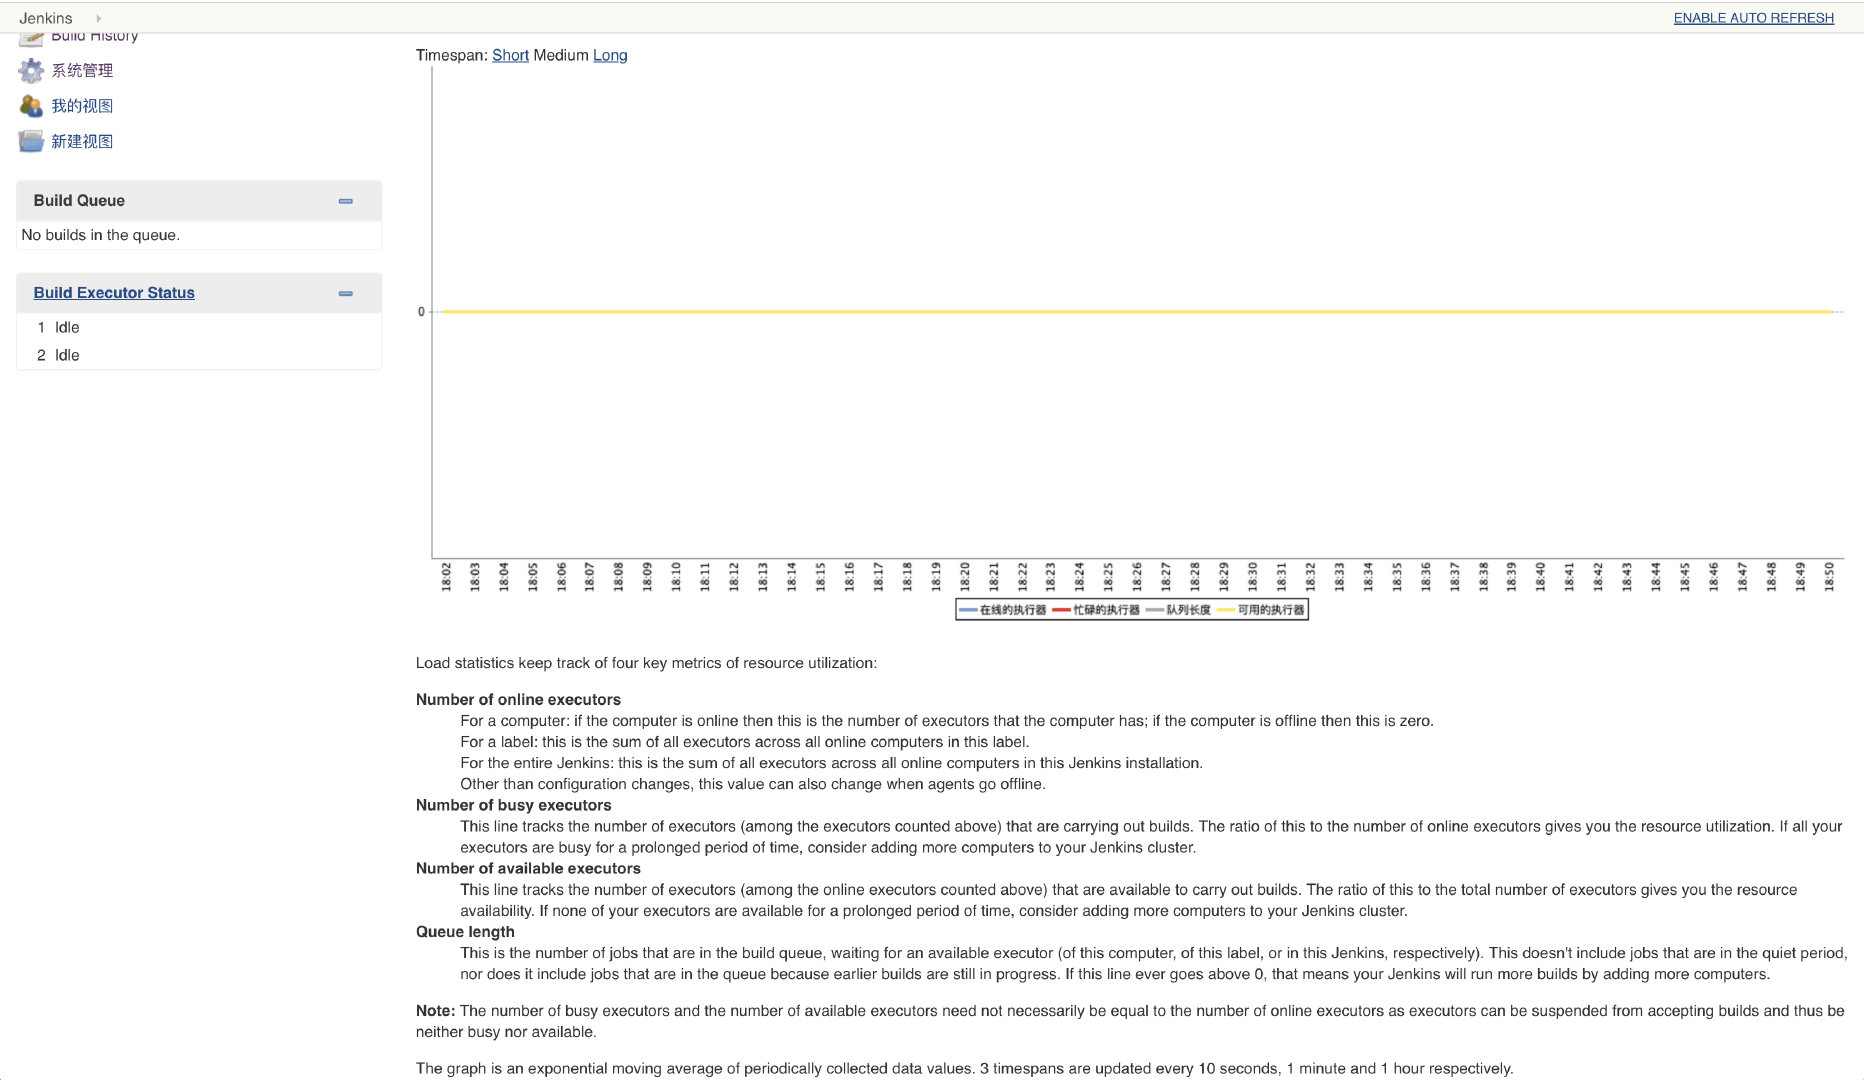 Jenkins
ENABLE AUTO REFRESH
Build History
系统管理
我的视图
新建视图
Build Queue
No builds in the queue.
Build Executor Status
1 Idle
2 Idle
Timespan: Short Medium Long
0
18:02 18:03 18:04 18:05 18:06 18:07 18:08 18:09 18:10 18:11 18:12 18:13 18:14 18:15 18:16 18:17 18:18 18:19 18:20 18:21 18:22 18:23 18:24 18:25 18:26 18:27 18:28 18:29 18:30 18:31 18:32 18:33 18:34 18:35 18:36 18:37 18:38 18:39 18:40 18:41 18:42 18:43 18:44 18:45 18:46 18:47 18:48 18:49 18:50
在线的执行器 忙碌的执行器 队列长度 可用的执行器
Load statistics keep track of four key metrics of resource utilization:
Number of online executors
For a computer: if the computer is online then this is the number of executors that the computer has; if the computer is offline then this is zero.
For a label: this is the sum of all executors across all online computers in this label.
For the entire Jenkins: this is the sum of all executors across all online computers in this Jenkins installation.
Other than configuration changes, this value can also change when agents go offline.
Number of busy executors
This line tracks the number of executors (among the executors counted above) that are carrying out builds. The ratio of this to the number of online executors gives you the resource utilization. If all your
executors are busy for a prolonged period of time, consider adding more computers to your Jenkins cluster.
Number of available executors
This line tracks the number of executors (among the online executors counted above) that are available to carry out builds. The ratio of this to the total number of executors gives you the resource
availability. If none of your executors are available for a prolonged period of time, consider adding more computers to your Jenkins cluster.
Queue length
This is the number of jobs that are in the build queue, waiting for an available executor (of this computer, of this label, or in this Jenkins, respectively). This doesn't include jobs that are in the quiet period,
nor does it include jobs that are in the queue because earlier builds are still in progress. If this line ever goes above 0, that means your Jenkins will run more builds by adding more computers.
Note: The number of busy executors and the number of available executors need not necessarily be equal to the number of online executors as executors can be suspended from accepting builds and thus be
neither busy nor available.
The graph is an exponential moving average of periodically collected data values. 3 timespans are updated every 10 seconds, 1 minute and 1 hour respectively.